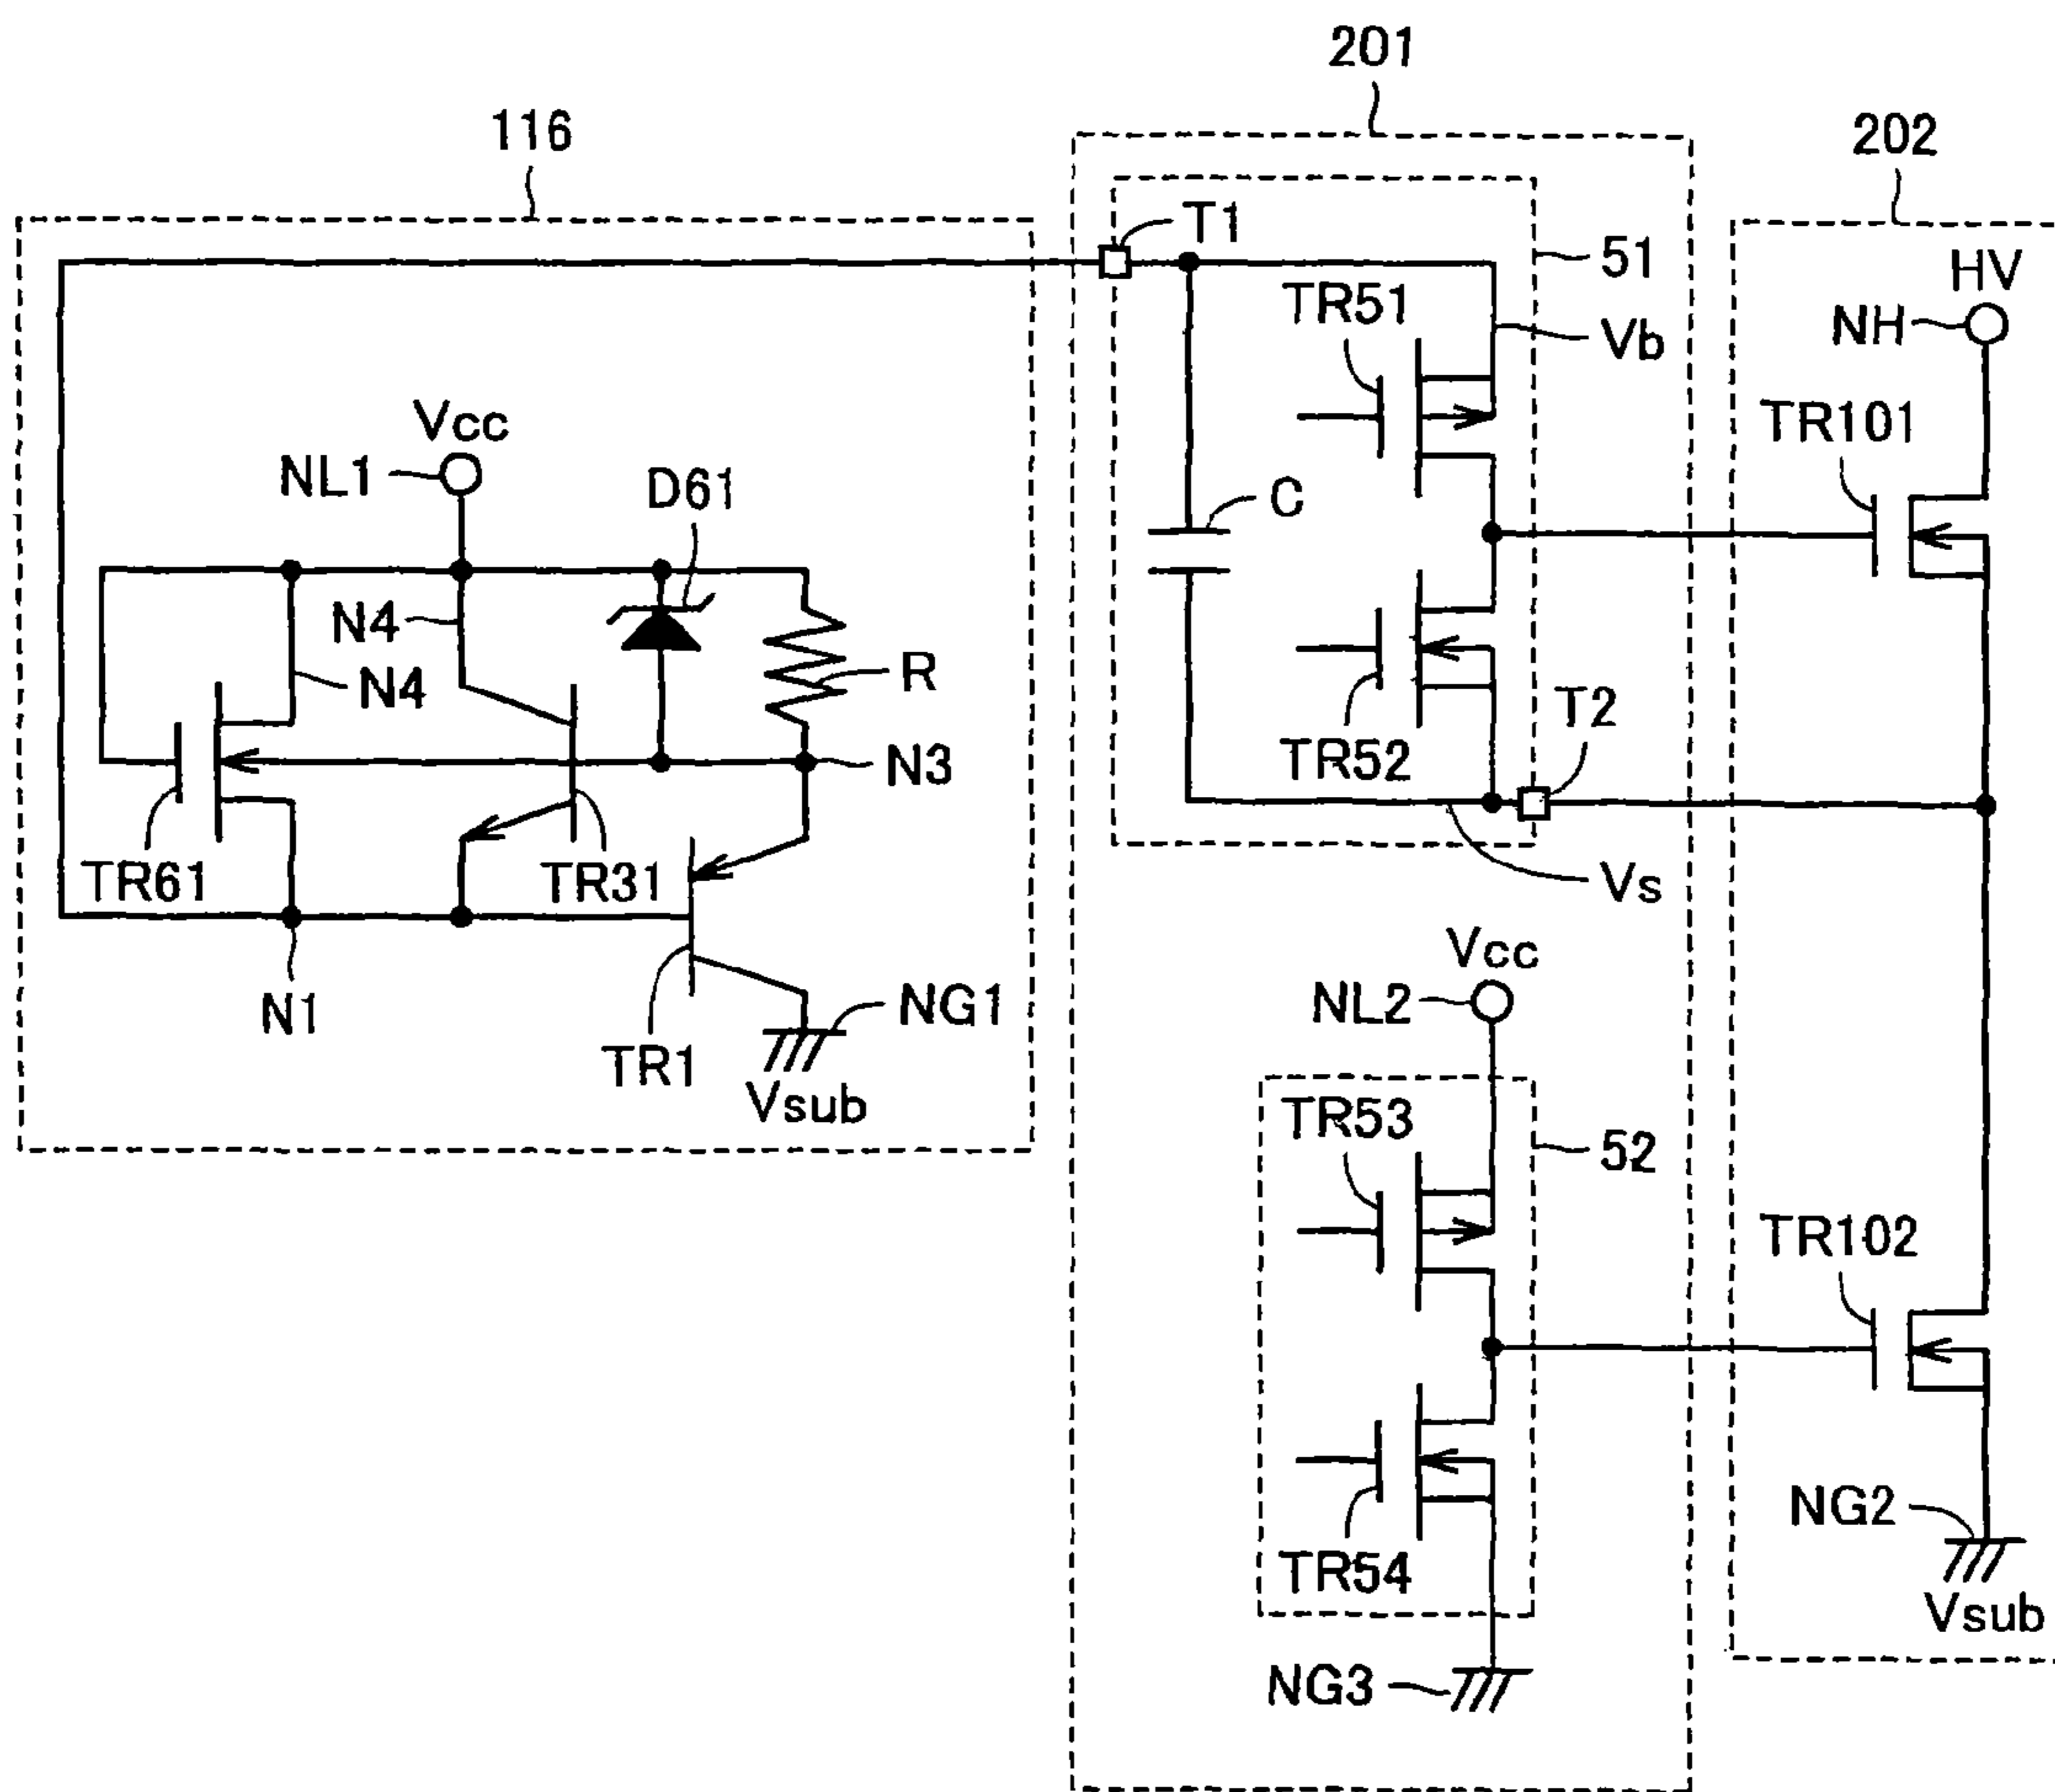 201
116
202
T1
51
HV
TR51
Vb
NH
TR101
Vcc
NL1
D61
C
N4
N4
R
T2
TR52
N3
TR61
TR31
Vs
Vcc
N1
NG1
NL2
TR1
Vsub
TR53
52
TR102
NG2
TR54
Vsub
NG3